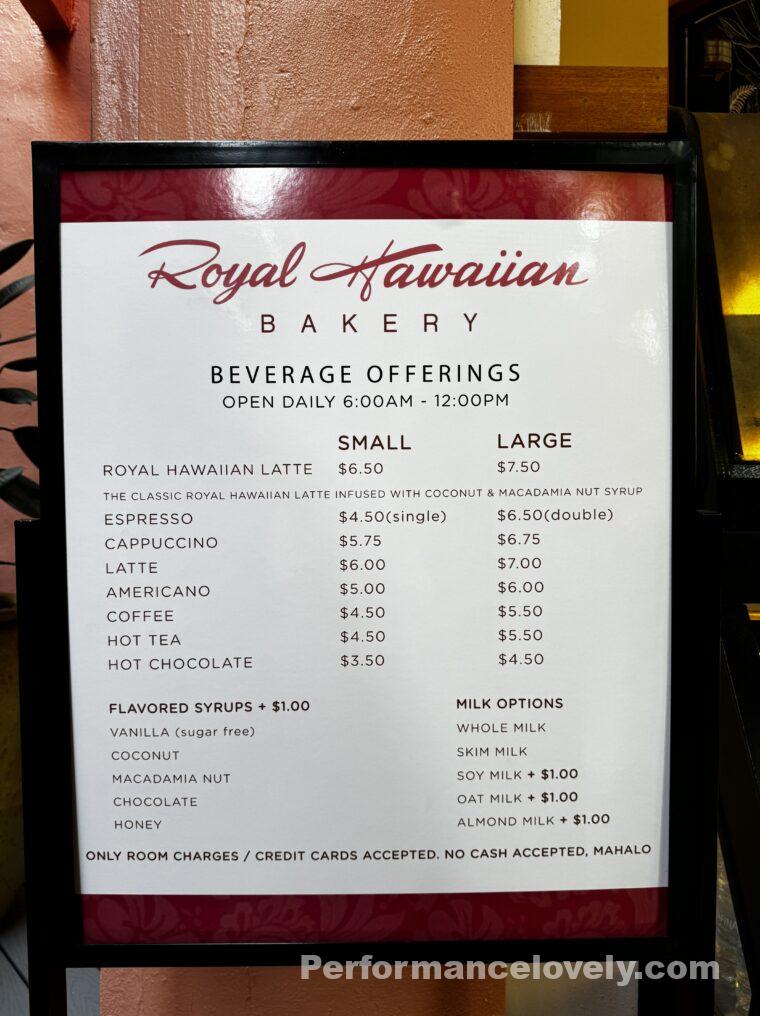 Royal Hawaiian
BAKERY
BEVERAGE OFFERINGS
OPEN DAILY 6:00AM - 12:00PM
SMALL LARGE
ROYAL HAWAIIAN LATTE $6.50 $7.50
THE CLASSIC ROYAL HAWAIIAN LATTE INFUSED WITH COCONUT & MACADAMIA NUT SYRUP
ESPRESSO $4.50(single) $6.50(double)
CAPPUCCINO $5.75 $6.75
LATTE $6.00 $7.00
AMERICANO $5.00 $6.00
COFFEE $4.50 $5.50
HOT TEA $4.50 $5.50
HOT CHOCOLATE $3.50 $4.50
FLAVORED SYRUPS + $1.00
VANILLA (sugar free)
COCONUT
MACADAMIA NUT
CHOCOLATE
HONEY
MILK OPTIONS
WHOLE MILK
SKIM MILK
SOY MILK + $1.00
OAT MILK + $1.00
ALMOND MILK + $1.00
ONLY ROOM CHARGES / CREDIT CARDS ACCEPTED. NO CASH ACCEPTED, MAHALO
Performancelovely.com